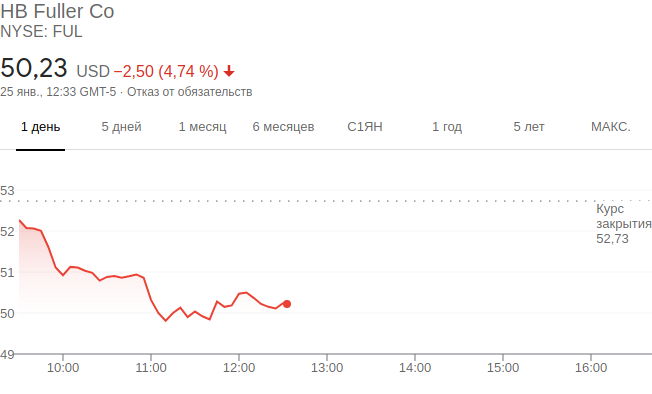 HB Fuller Co
NYSE: FUL
50,23 USD −2,50 (4,74 %)
25 янв., 12:33 GMT-5 · Отказ от обязательств
1 день 5 дней 1 месяц 6 месяцев С1ЯН 1 год 5 лет МАКС.
53
Курс
закрытия
52,73
52
51
50
49
10:00 11:00 12:00 13:00 14:00 15:00 16:00